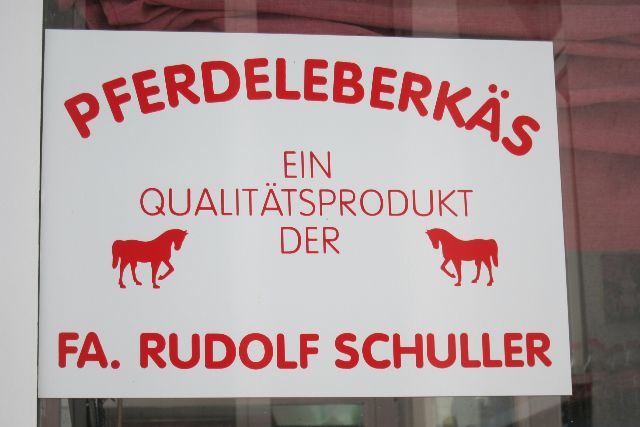 PFERDELEBERKÄS
EIN
QUALITÄTSPRODUKT
DER
FA. RUDOLF SCHULLER